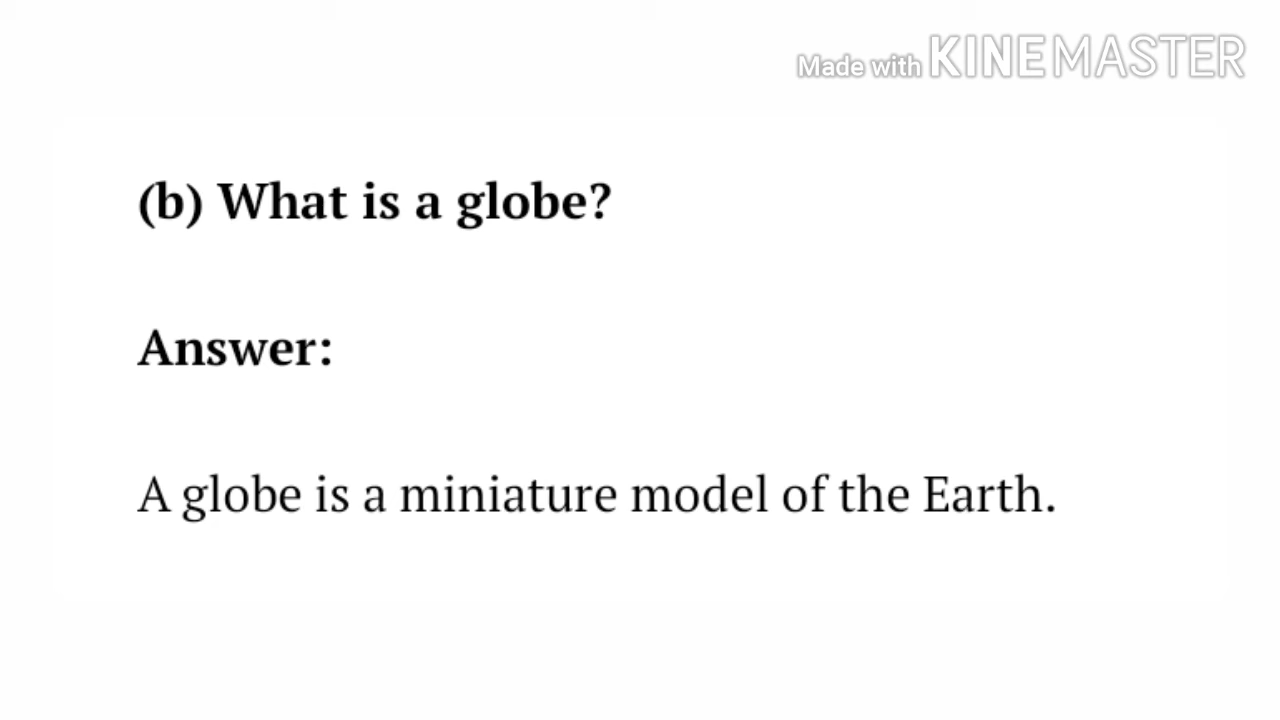 Made with KINEMASTER
(b) What is a globe?
Answer:
A globe is a miniature model of the Earth.